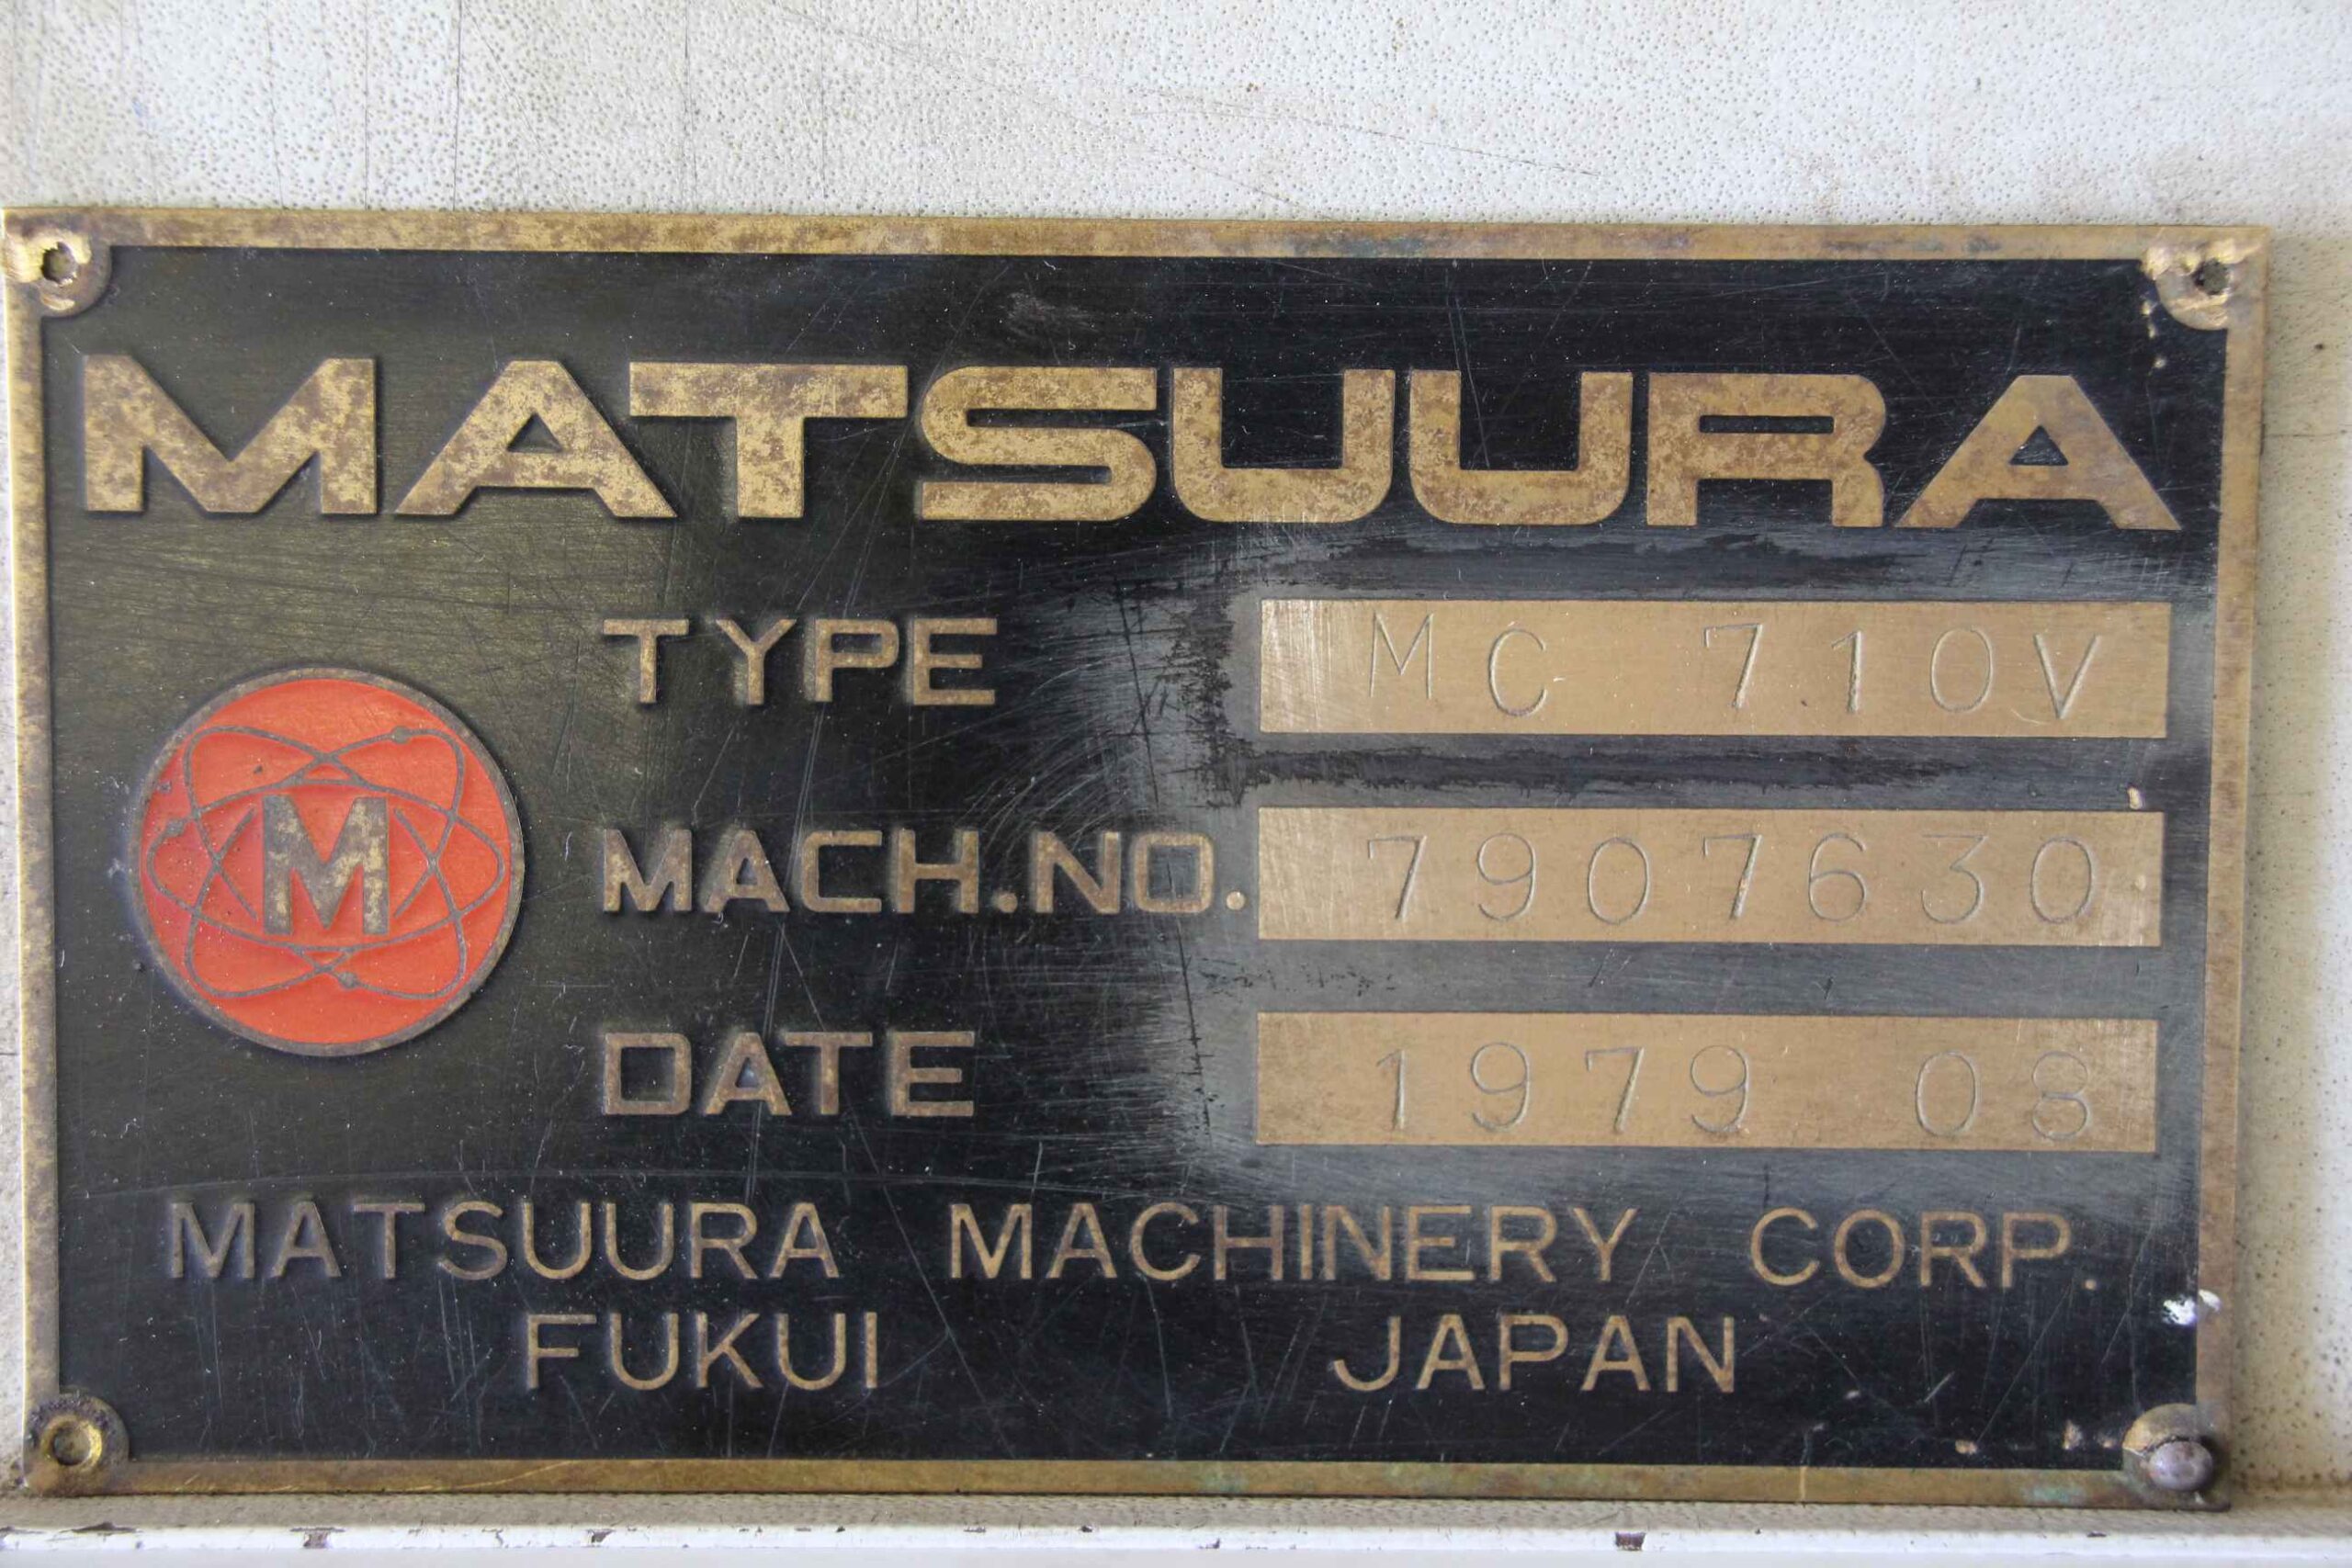 MATSUURA
TYPE MC 710V
M
MACH.NO. 7907630
DATE 1979 08
MATSUURA MACHINERY CORP.
FUKUI JAPAN